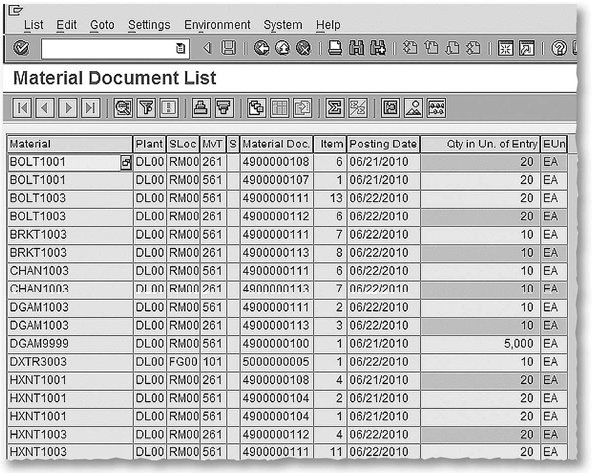 List Edit Goto Settings Environment System Help
Material Document List
Material Plant SLoc MvT S Material Doc. Item Posting Date Qty in Un. of Entry EUn
BOLT1001 DL00 RM00 261 4900000108 6 06/21/2010 20 EA
BOLT1001 DL00 RM00 561 4900000107 1 06/21/2010 20 EA
BOLT1003 DL00 RM00 561 4900000111 13 06/22/2010 20 EA
BOLT1003 DL00 RM00 261 4900000112 6 06/22/2010 20 EA
BRKT1003 DL00 RM00 561 4900000111 7 06/22/2010 10 EA
BRKT1003 DL00 RM00 261 4900000113 8 06/22/2010 10 EA
CHAN1003 DL00 RM00 561 4900000111 6 06/22/2010 10 EA
CHAN1003 DL00 RM00 261 4900000113 7 06/22/2010 10 EA
DGAM1003 DL00 RM00 561 4900000111 2 06/22/2010 10 EA
DGAM1003 DL00 RM00 261 4900000113 3 06/22/2010 10 EA
DGAM9999 DL00 RM00 561 4900000100 1 06/21/2010 5,000 EA
DXTR3003 DL00 FG00 101 5000000005 1 06/22/2010 10 EA
HXNT1001 DL00 RM00 261 4900000108 4 06/21/2010 20 EA
HXNT1001 DL00 RM00 561 4900000104 2 06/21/2010 20 EA
HXNT1001 DL00 RM00 561 4900000104 1 06/21/2010 20 EA
HXNT1003 DL00 RM00 261 4900000112 4 06/22/2010 20 EA
HXNT1003 DL00 RM00 561 4900000111 11 06/22/2010 20 EA